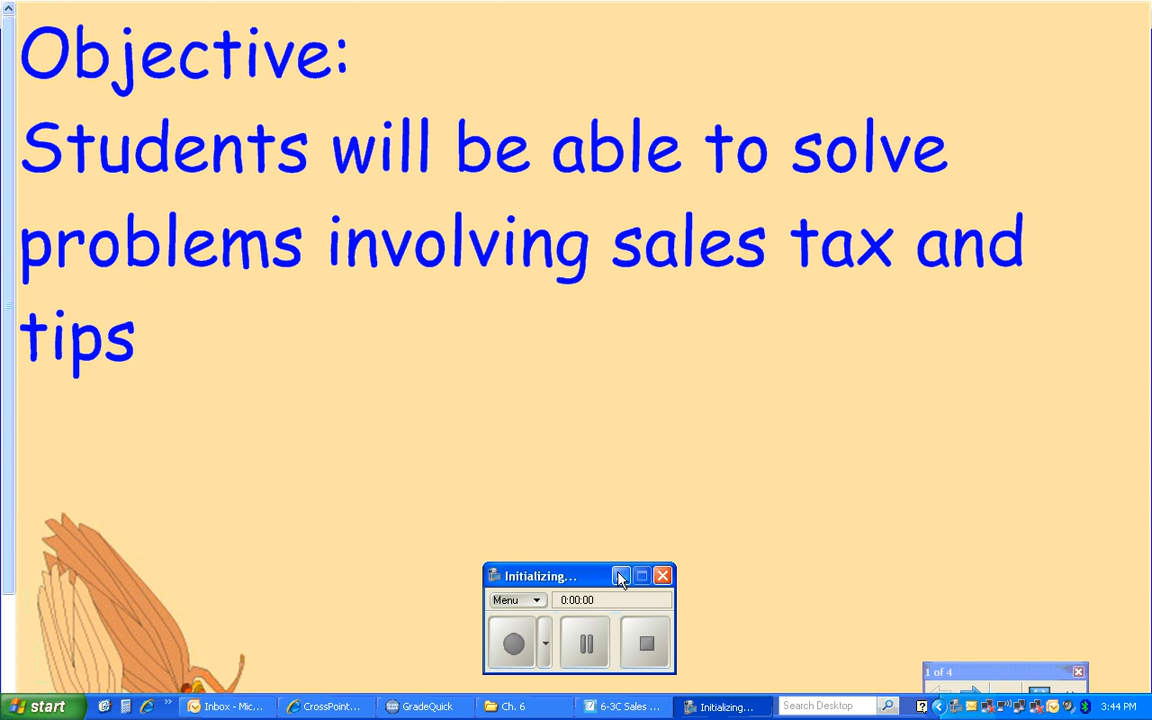 Objective:
Students will be able to solve
problems involving sales tax and
tips
Initializing...
Menu
0:00:00
1 of 4
start
Inbox - Mic...
CrossPoint...
GradeQuick
Ch. 6
6-3C Sales ...
Initializing...
Search Desktop
3:44 PM